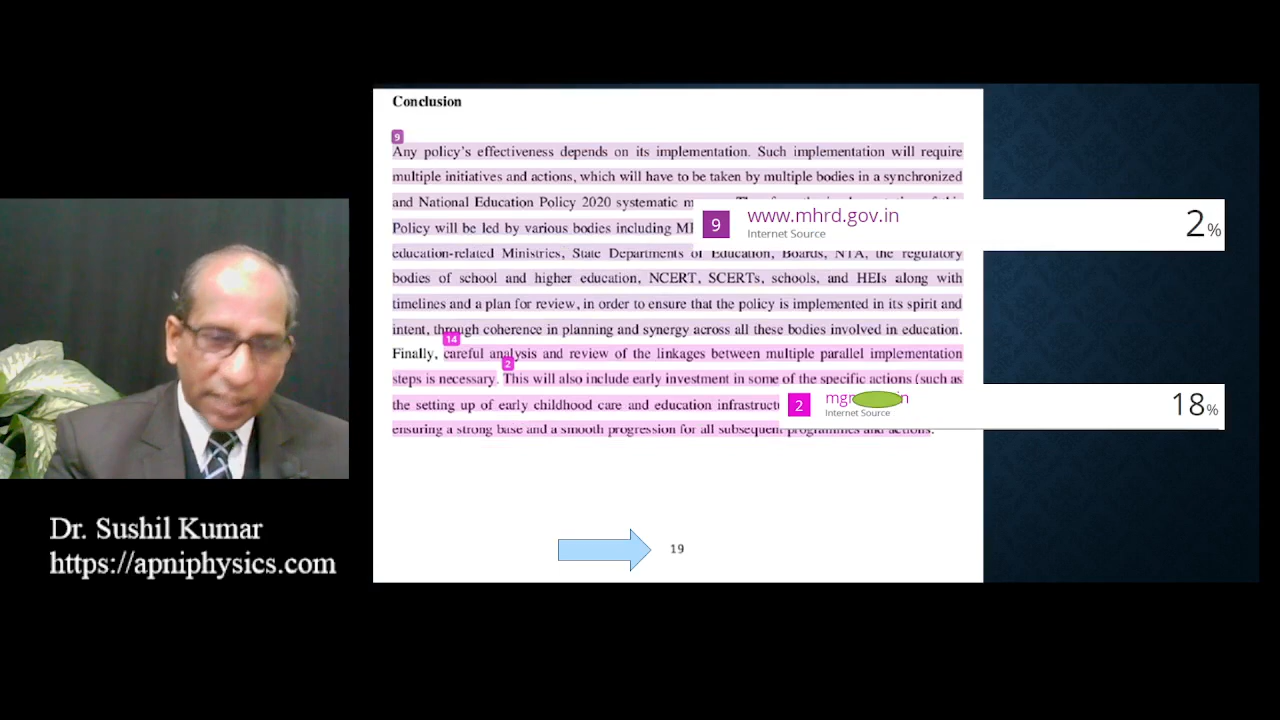 Conclusion
9
Any policy's effectiveness depends on its implementation. Such implementation will require
multiple initiatives and actions, which will have to be taken by multiple bodies in a synchronized
and National Education Policy 2020 systematic
Policy will be led by various bodies including
9 www.mhrd.gov.in 2%
Internet Source
education-related Ministries, State Departments of Education, Boards, NTA, the regulatory
bodies of school and higher education, NCERT, SCERTs, schools, and HEIs along with
timelines and a plan for review, in order to ensure that the policy is implemented in its spirit and
intent, through coherence in planning and synergy across all these bodies involved in education.
14
Finally, careful analysis and review of the linkages between multiple parallel implementation
2
steps is necessary. This will also include early investment in some of the specific actions (such as
the setting up of early childhood care and education
2 18%
Internet Source
ensuring a strong base and a smooth progression for all subsequent programmes and actions.
19
Dr. Sushil Kumar
https://apniphysics.com